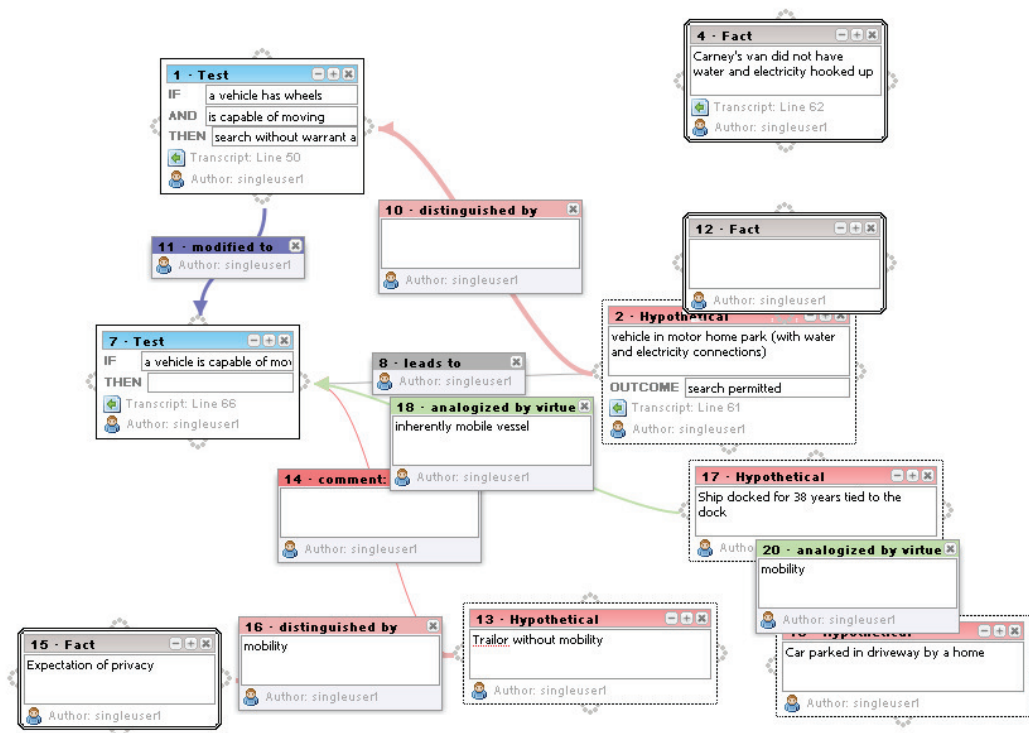 4 · Fact
Carney's van did not have
water and electricity hooked up
Transcript: Line 62
Author: singleuser1
1 · Test
IF a vehicle has wheels
AND is capable of moving
THEN search without warrant a
Transcript: Line 50
Author: singleuser1
10 · distinguished by
Author: singleuser1
12 · Fact
Author: singleuser1
11 · modified to
Author: singleuser1
2 · Hypothetical
vehicle in motor home park (with water
and electricity connections)
OUTCOME search permitted
Transcript: Line 61
Author: singleuser1
7 · Test
IF a vehicle is capable of mov
THEN
Transcript: Line 66
Author: singleuser1
8 · leads to
Author: singleuser1
18 · analogized by virtue
inherently mobile vessel
Author: singleuser1
14 · comment:
Author: singleuser1
17 · Hypothetical
Ship docked for 38 years tied to the
dock
20 · analogized by virtue
mobility
Author: singleuser1
Hypothetical
Car parked in driveway by a home
Author: singleuser1
13 · Hypothetical
Trailor without mobility
Author: singleuser1
16 · distinguished by
mobility
Author: singleuser1
15 · Fact
Expectation of privacy
Author: singleuser1